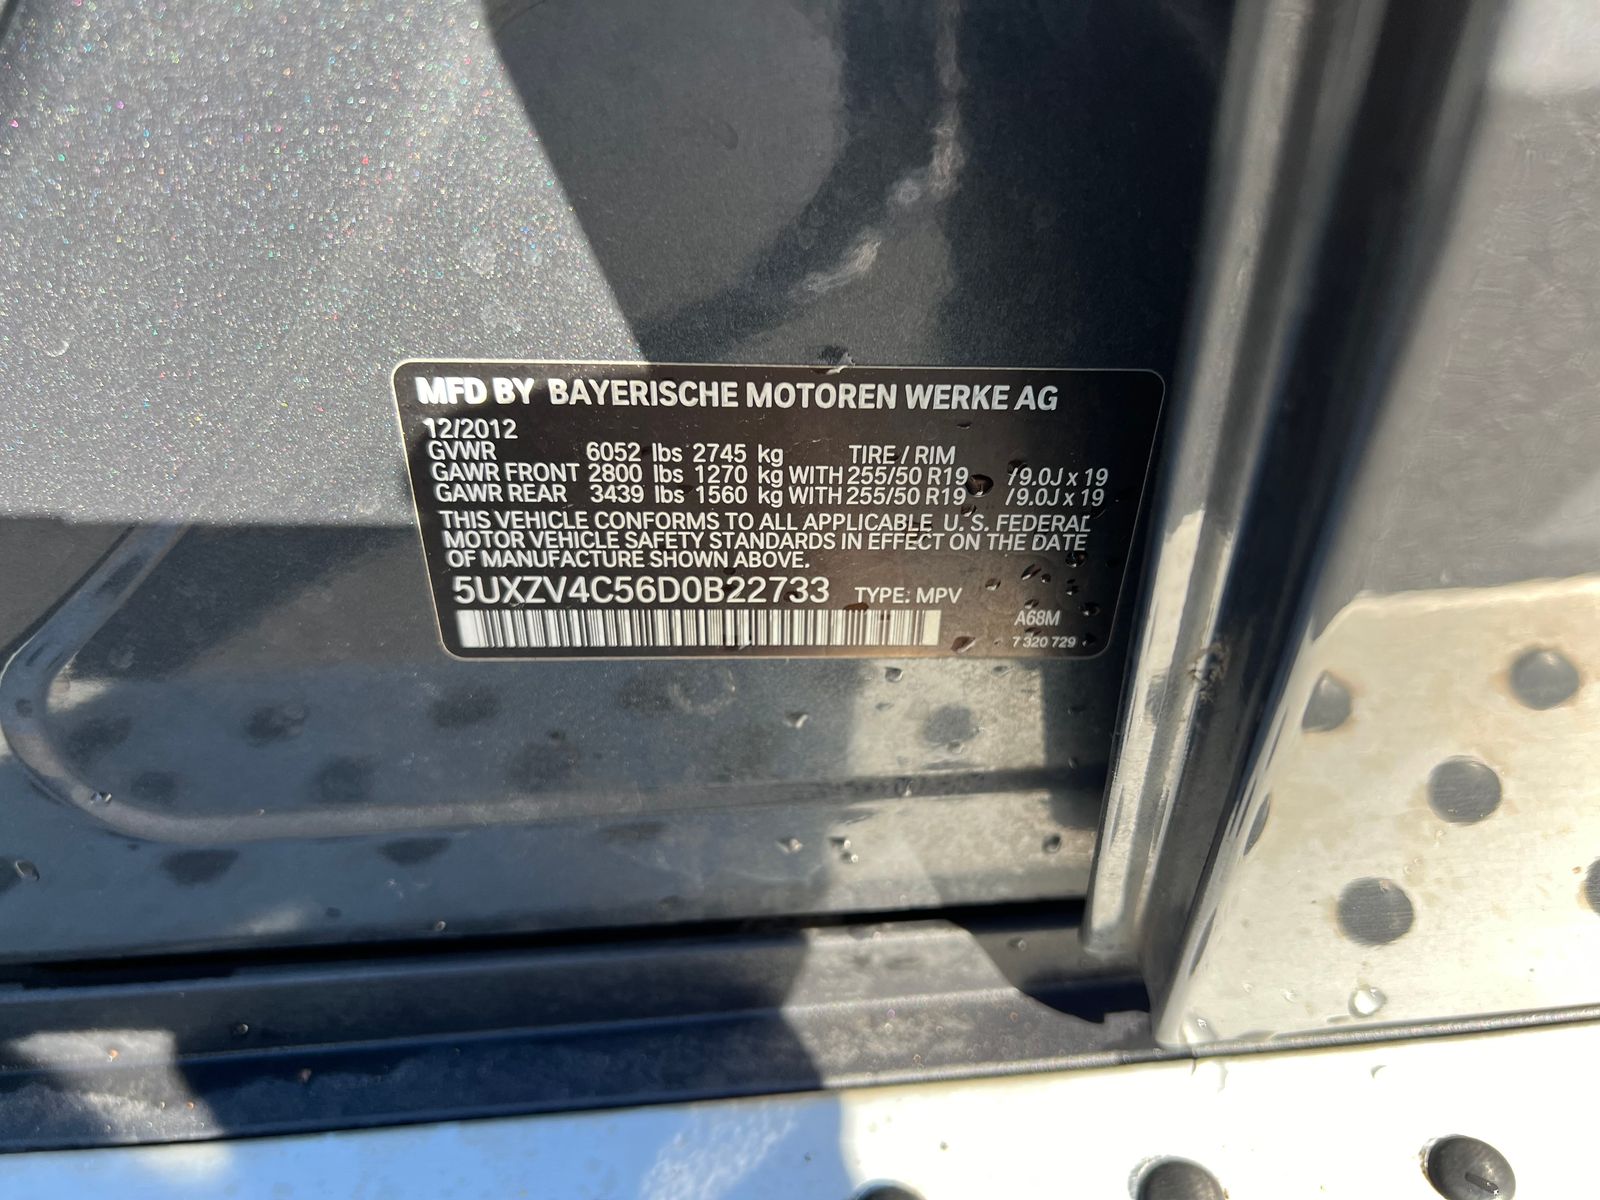 MFD BY BAYERISCHE MOTOREN WERKE AG
12/2012
GVWR 6052 lbs 2745 kg TIRE / RIM
GAWR FRONT 2800 lbs 1270 kg WITH 255/50 R19 /9.0J x 19
GAWR REAR 3439 lbs 1560 kg WITH 255/50 R19 /9.0J x 19
THIS VEHICLE CONFORMS TO ALL APPLICABLE U.S. FEDERAL
MOTOR VEHICLE SAFETY STANDARDS IN EFFECT ON THE DATE
OF MANUFACTURE SHOWN ABOVE.
5UXZV4C56D0B22733 TYPE: MPV
A68M
7 320 729